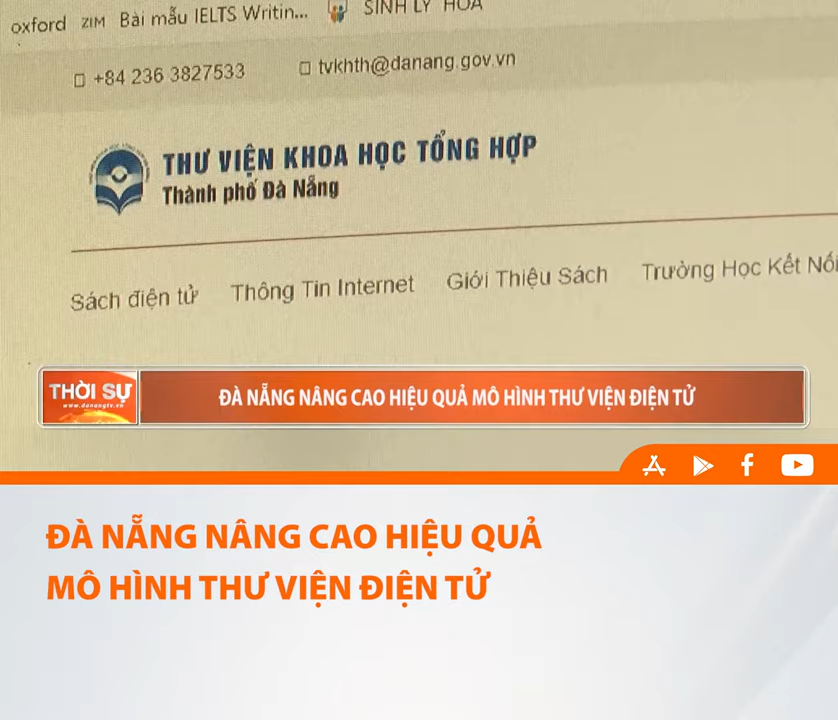 oxford ZIM Bài mẫu IELTS Writin... SINH LÝ HÓA
+84 236 3827533 tvkhth@danang.gov.vn
THƯ VIỆN KHOA HỌC TỔNG HỢP
Thành phố Đà Nẵng
Sách điện tử Thông Tin Internet Giới Thiệu Sách Trường Học Kết Nối
THỜI SỰ
www.danangtv.vn
ĐÀ NẴNG NÂNG CAO HIỆU QUẢ MÔ HÌNH THƯ VIỆN ĐIỆN TỬ
ĐÀ NẴNG NÂNG CAO HIỆU QUẢ
MÔ HÌNH THƯ VIỆN ĐIỆN TỬ